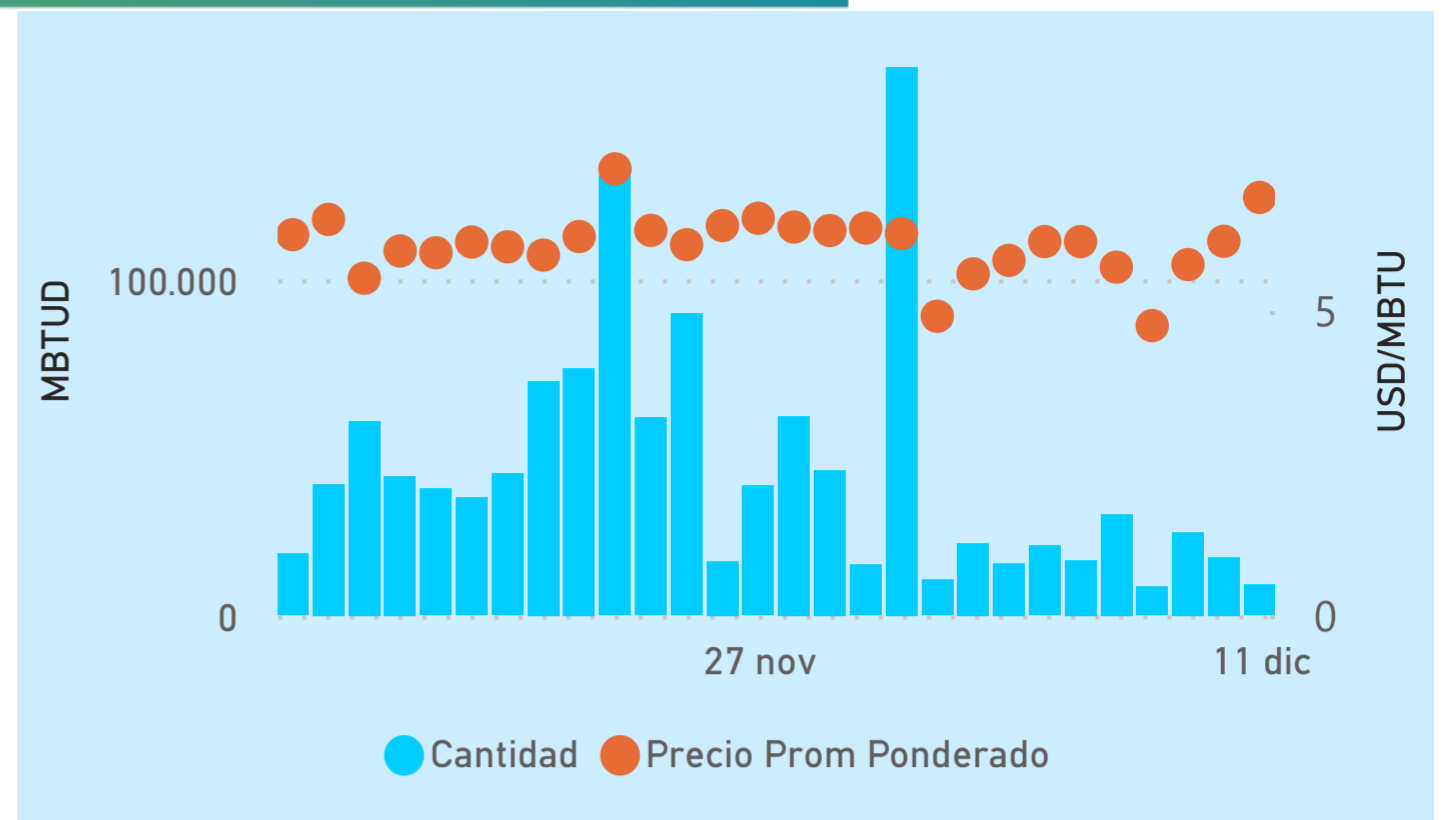 MBTUD
100.000
0
USD/MBTU
5
0
27 nov
11 dic
Cantidad
Precio Prom Ponderado